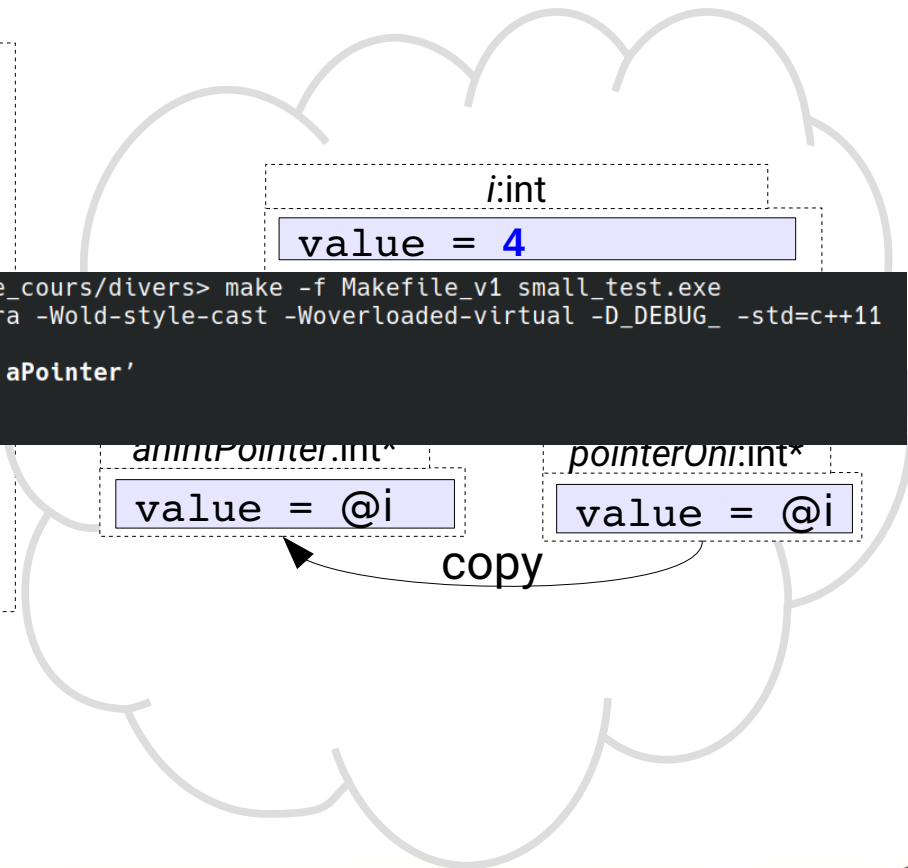 i:int
value = 4
e_cours/divers> make -f Makefile_v1 small_test.exe
ra -Wold-style-cast -Woverloaded-virtual -D_DEBUG_ -std=c++11
aPointer’
anIntPointer:int* pointerOni:int*
value = @i value = @i
copy